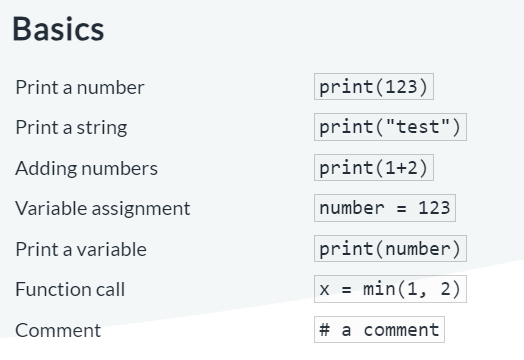 Basics
Print a number print(123)
Print a string print("test")
Adding numbers print(1+2)
Variable assignment number = 123
Print a variable print(number)
Function call x = min(1, 2)
Comment # a comment